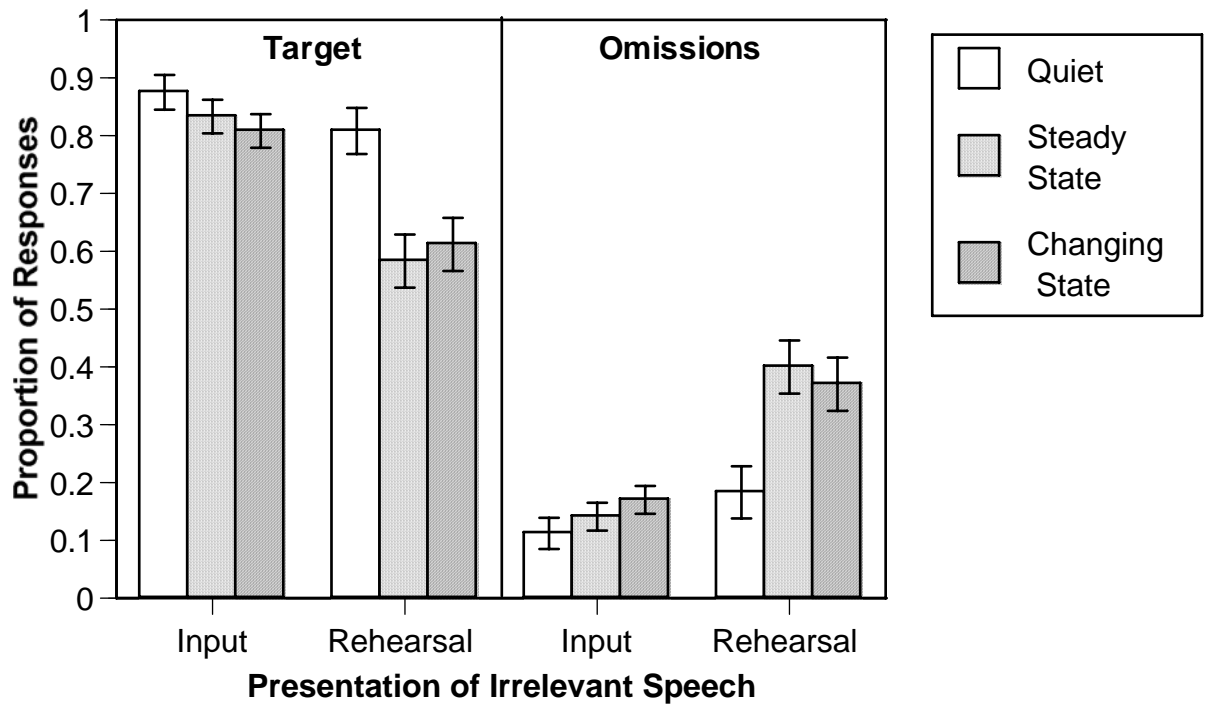 Proportion of Responses
1
0.9
0.8
0.7
0.6
0.5
0.4
0.3
0.2
0.1
0
Target
Omissions
Input
Rehearsal
Input
Rehearsal
Presentation of Irrelevant Speech
Quiet
Steady
State
Changing
State